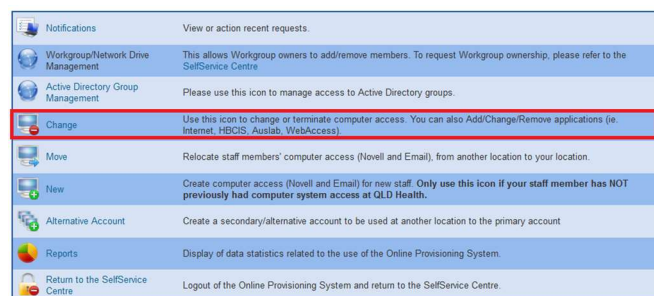 Notifications
View or action recent requests.
Workgroup/Network Drive
Management
This allows Workgroup owners to add/remove members. To request Workgroup ownership, please refer to the
SelfService Centre
Active Directory Group
Management
Please use this icon to manage access to Active Directory groups.
Change
Use this icon to change or terminate computer access. You can also Add/Change/Remove applications (ie.
Internet, HBCIS, Auslab, WebAccess).
Move
Relocate staff members' computer access (Novell and Email), from another location to your location.
New
Create computer access (Novell and Email) for new staff. Only use this icon if your staff member has NOT
previously had computer system access at QLD Health.
Alternative Account
Create a secondary/alternative account to be used at another location to the primary account
Reports
Display of data statistics related to the use of the Online Provisioning System.
Return to the SelfService
Centre
Logout of the Online Provisioning System and return to the SelfService Centre.